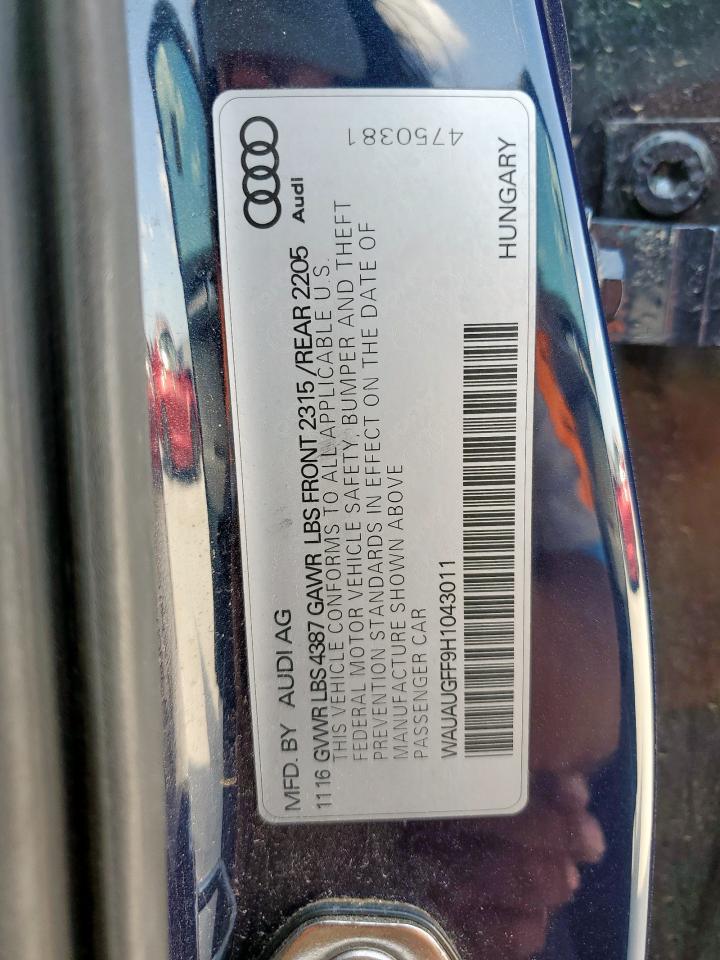 MFD. BY AUDI AG
Audi
11 16 GVWR LBS 4387 GAWR LBS FRONT 2315 /REAR 2205
THIS VEHICLE CONFORMS TO ALL APPLICABLE U.S.
FEDERAL MOTOR VEHICLE SAFETY, BUMPER AND THEFT
PREVENTION STANDARDS IN EFFECT ON THE DATE OF
MANUFACTURE SHOWN ABOVE
PASSENGER CAR
4750381
WAUAUGFF9H1043011
HUNGARY